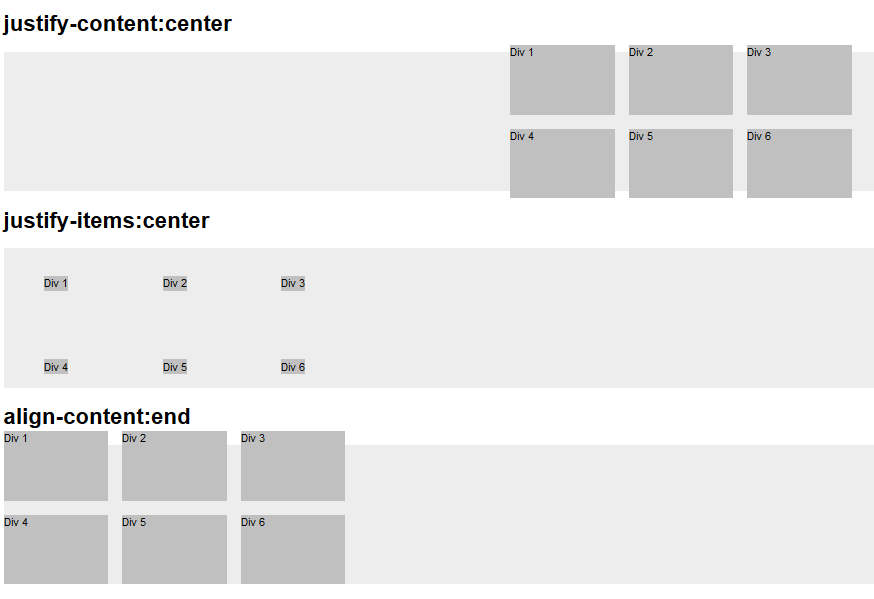 justify-content:center
Div 1 Div 2 Div 3
Div 4 Div 5 Div 6
justify-items:center
Div 1 Div 2 Div 3
Div 4 Div 5 Div 6
align-content:end
Div 1 Div 2 Div 3
Div 4 Div 5 Div 6